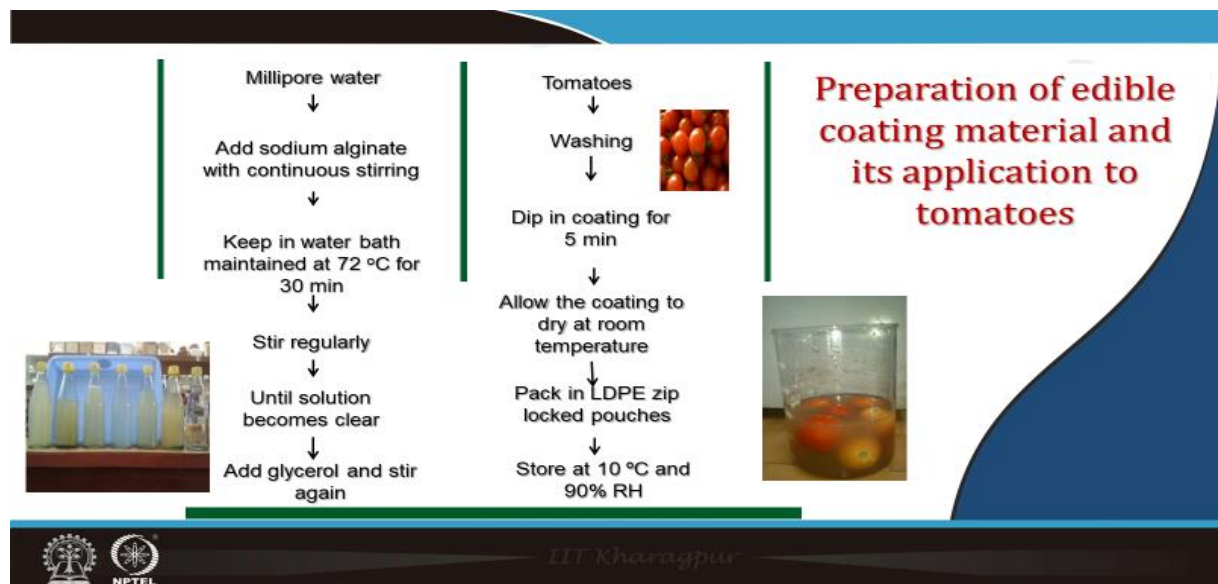 Millipore water
Add sodium alginate
with continuous stirring
Keep in water bath
maintained at 72 ºC for
30 min
Stir regularly
Until solution
becomes clear
Add glycerol and stir
again
Tomatoes
Washing
Dip in coating for
5 min
Allow the coating to
dry at room
temperature
Pack in LDPE zip
locked pouches
Store at 10 ºC and
90% RH
Preparation of edible
coating material and
its application to
tomatoes
IIT Kharagpur
NPTEL